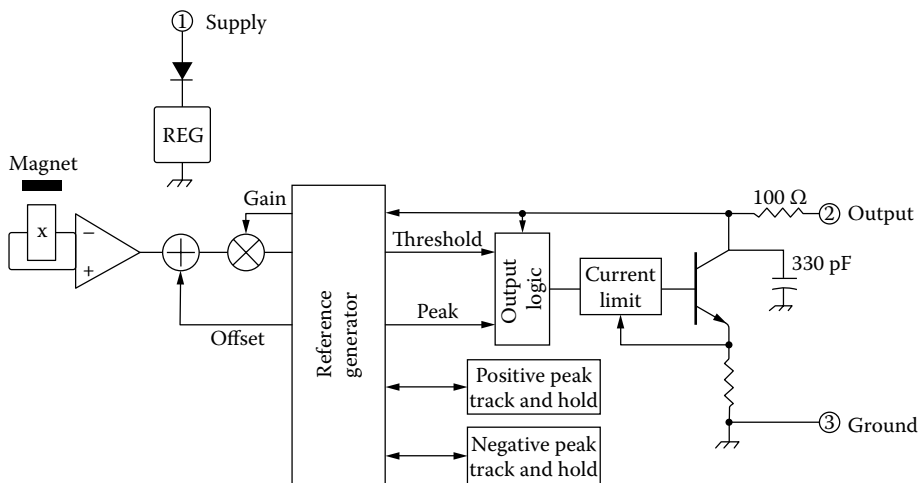 ① Supply
REG
Magnet
x
−
+
Gain
Offset
Reference
generator
Threshold
Peak
Output
logic
Current
limit
100 Ω
② Output
330 pF
Positive peak
track and hold
Negative peak
track and hold
③ Ground